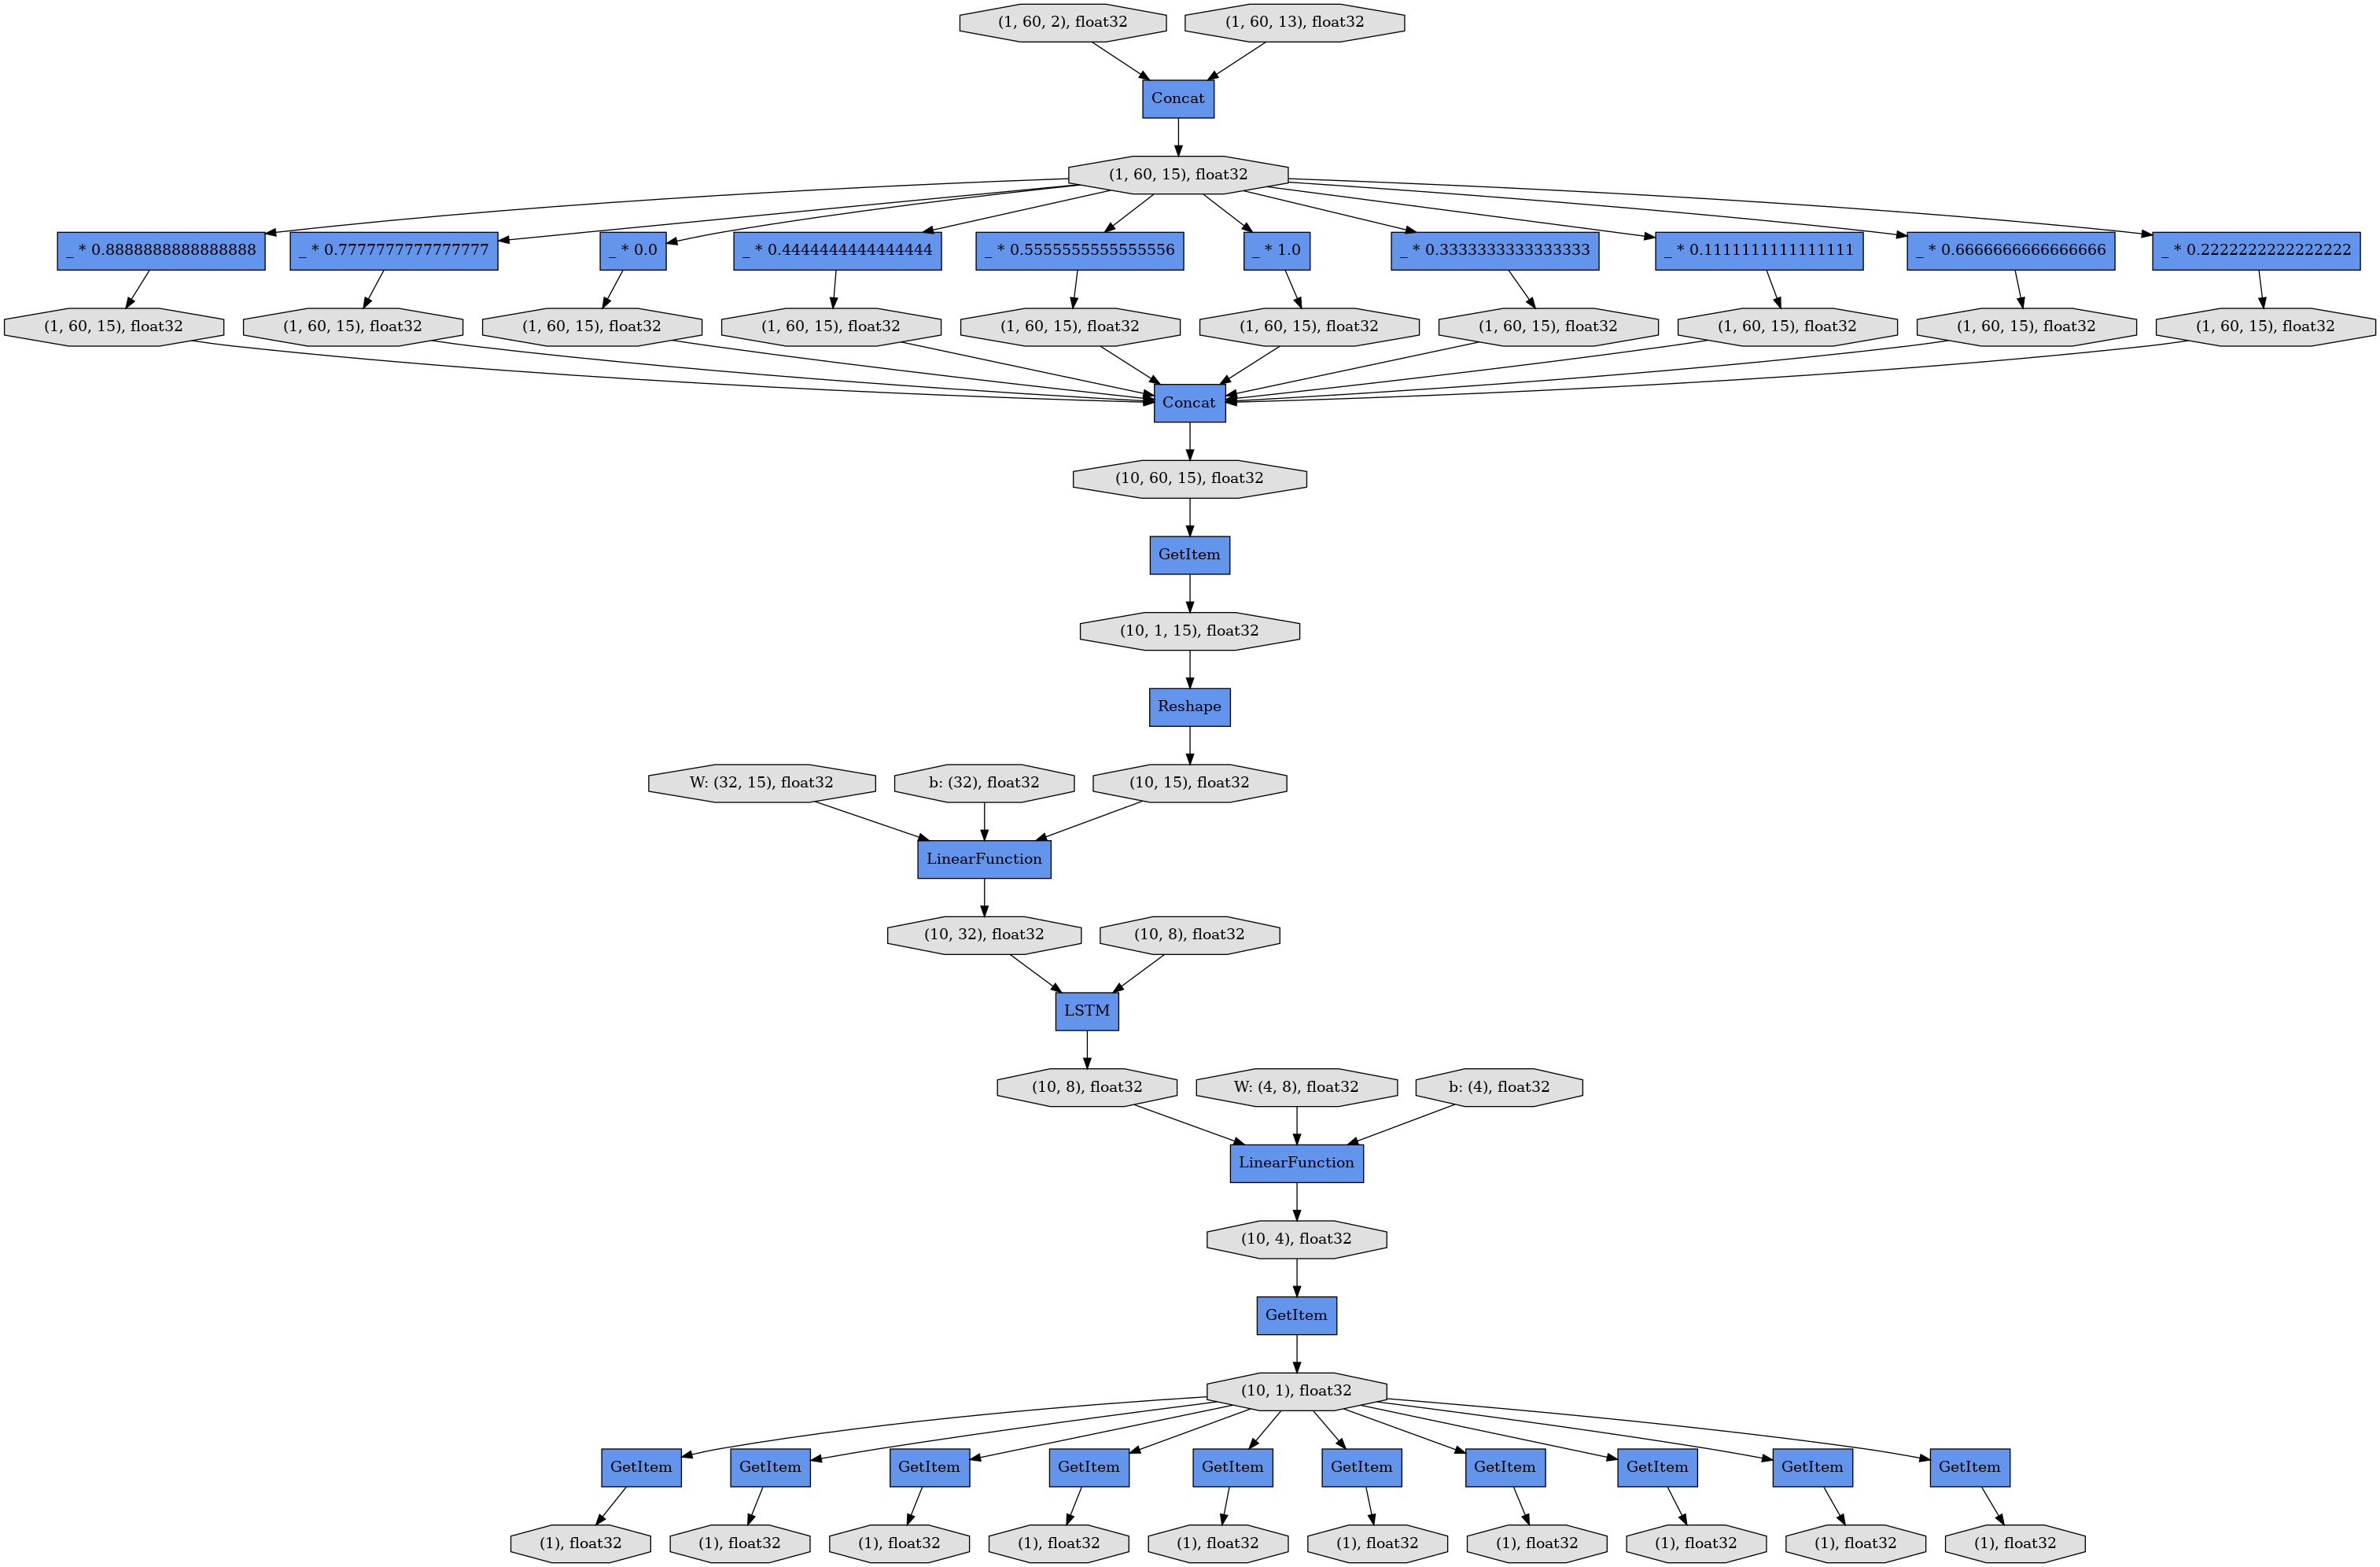 (1, 60, 2), float32
(1, 60, 13), float32
Concat
(1, 60, 15), float32
_ * 0.8888888888888888
_ * 0.7777777777777777
_ * 0.0
_ * 0.4444444444444444
_ * 0.5555555555555556
_ * 1.0
_ * 0.3333333333333333
_ * 0.1111111111111111
_ * 0.6666666666666666
_ * 0.2222222222222222
(1, 60, 15), float32
(1, 60, 15), float32
(1, 60, 15), float32
(1, 60, 15), float32
(1, 60, 15), float32
(1, 60, 15), float32
(1, 60, 15), float32
(1, 60, 15), float32
(1, 60, 15), float32
(1, 60, 15), float32
Concat
(10, 60, 15), float32
GetItem
(10, 1, 15), float32
Reshape
W: (32, 15), float32
b: (32), float32
(10, 15), float32
LinearFunction
(10, 32), float32
(10, 8), float32
LSTM
(10, 8), float32
W: (4, 8), float32
b: (4), float32
LinearFunction
(10, 4), float32
GetItem
(10, 1), float32
GetItem
GetItem
GetItem
GetItem
GetItem
GetItem
GetItem
GetItem
GetItem
GetItem
(1), float32
(1), float32
(1), float32
(1), float32
(1), float32
(1), float32
(1), float32
(1), float32
(1), float32
(1), float32